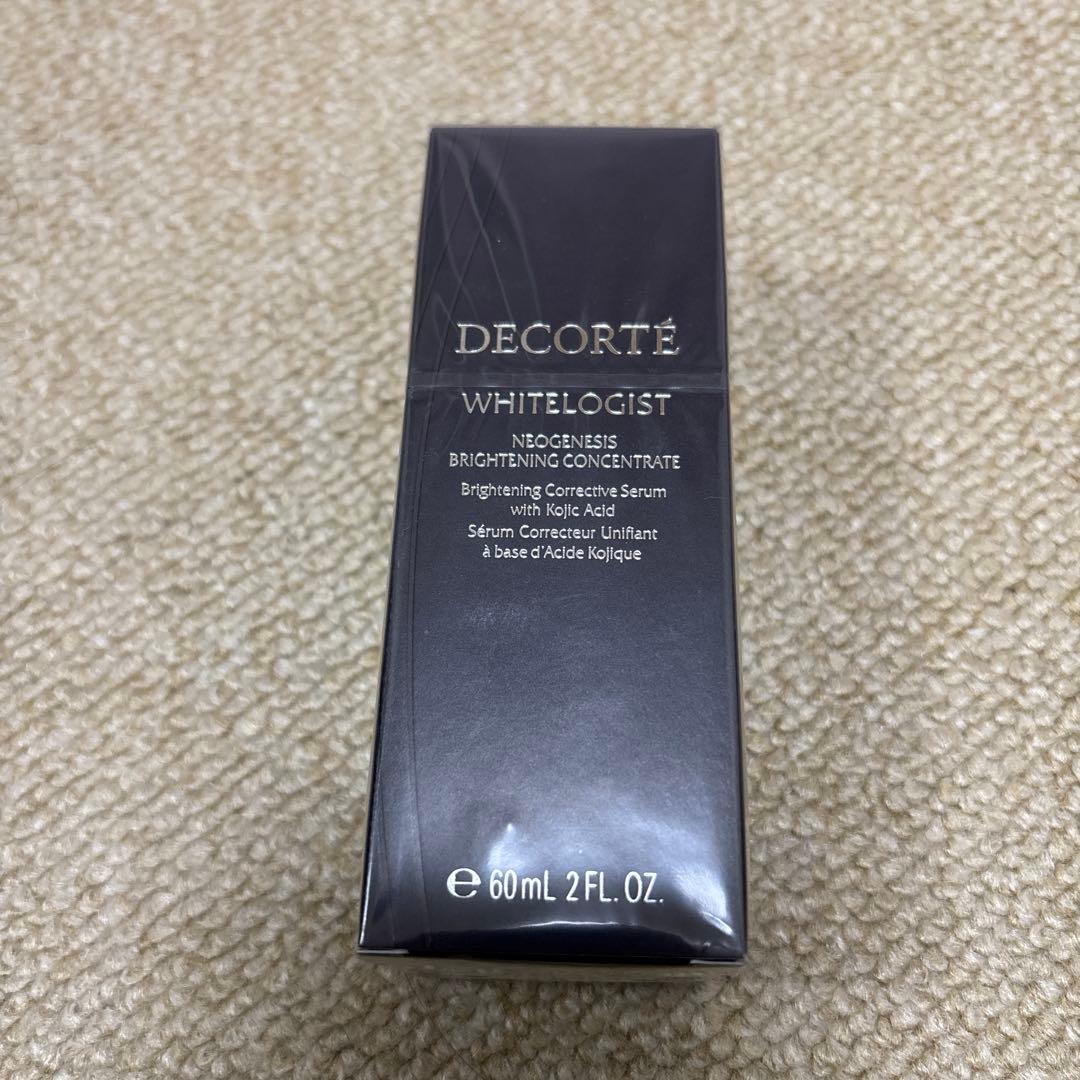 DECORTÉ
WHITELOGIST
NEOGENESIS
BRIGHTENING CONCENTRATE
Brightening Corrective Serum
with Kojic Acid
Sérum Correcteur Unifiant
à base d'Acide Kojique
℮ 60mL 2FL. OZ.